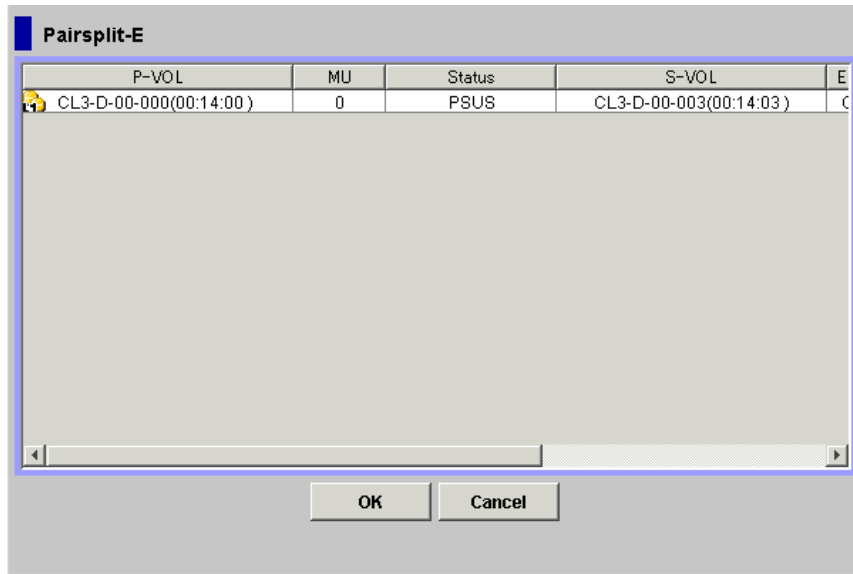 Pairsplit-E
P-VOL MU Status S-VOL E
CL3-D-00-000(00:14:00) 0 PSUS CL3-D-00-003(00:14:03)
OK Cancel